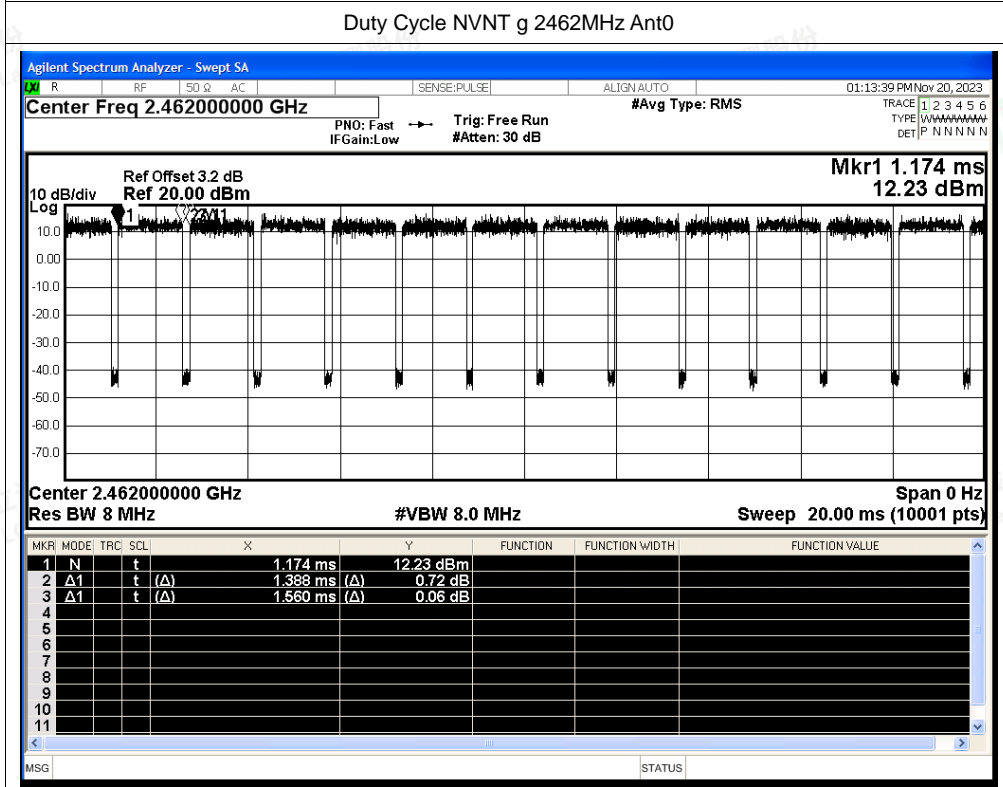 Duty Cycle NVNT g 2462MHz Ant0
Agilent Spectrum Analyzer - Swept SA
LXI R RF 50 Ω AC SENSE:PULSE ALIGN AUTO 01:13:39 PM Nov 20, 2023
Center Freq 2.462000000 GHz #Avg Type: RMS TRACE 1 2 3 4 5 6
PNO: Fast Trig: Free Run TYPE WWWWWW
IFGain:Low #Atten: 30 dB DET P N N N N N
Mkr1 1.174 ms
12.23 dBm
Ref Offset 3.2 dB
10 dB/div Ref 20.00 dBm
Log
1
10.0
0.00
-10.0
-20.0
-30.0
-40.0
-50.0
-60.0
-70.0
Center 2.462000000 GHz Span 0 Hz
Res BW 8 MHz #VBW 8.0 MHz Sweep 20.00 ms (10001 pts)
MKR MODE TRC SCL X Y FUNCTION FUNCTION WIDTH FUNCTION VALUE
1 N t 1.174 ms 12.23 dBm
2 Δ1 t (Δ) 1.388 ms (Δ) 0.72 dB
3 Δ1 t (Δ) 1.560 ms (Δ) 0.06 dB
4
5
6
7
8
9
10
11
MSG STATUS